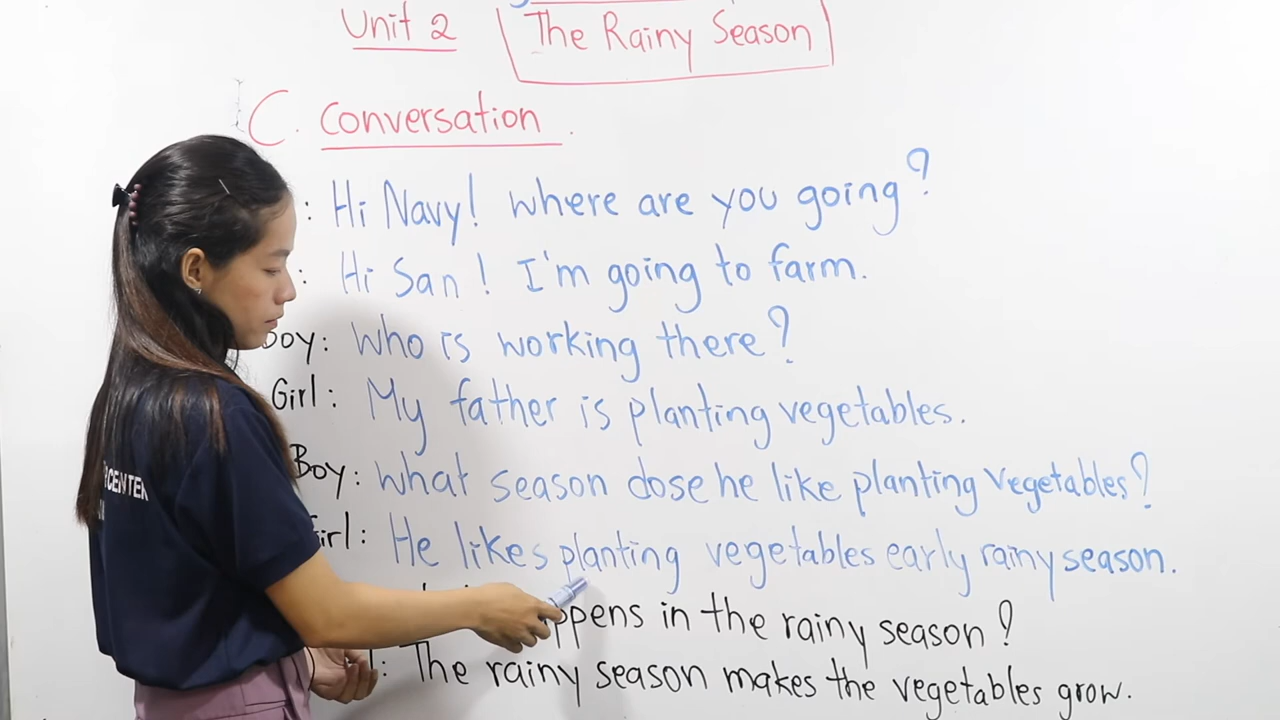 Unit 2 The Rainy Season
C. Conversation
: Hi Navy! where are you going?
: Hi San! I'm going to farm.
Boy: who is working there?
Girl: My father is planting vegetables.
Boy: what season dose he like planting vegetables?
Girl: He likes planting vegetables early rainy season.
in the rainy season?
: The rainy season makes the vegetables grow.